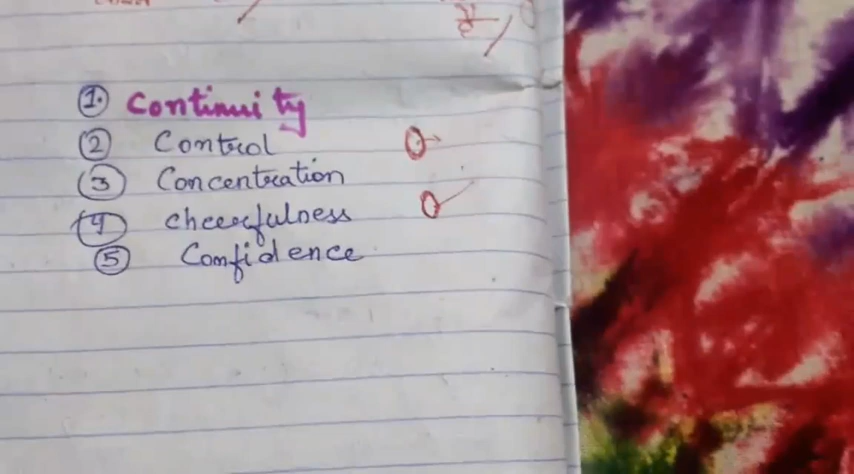 1. Continuity
2 Control
3 Concentration
4 Cheerfulness
5 Confidence